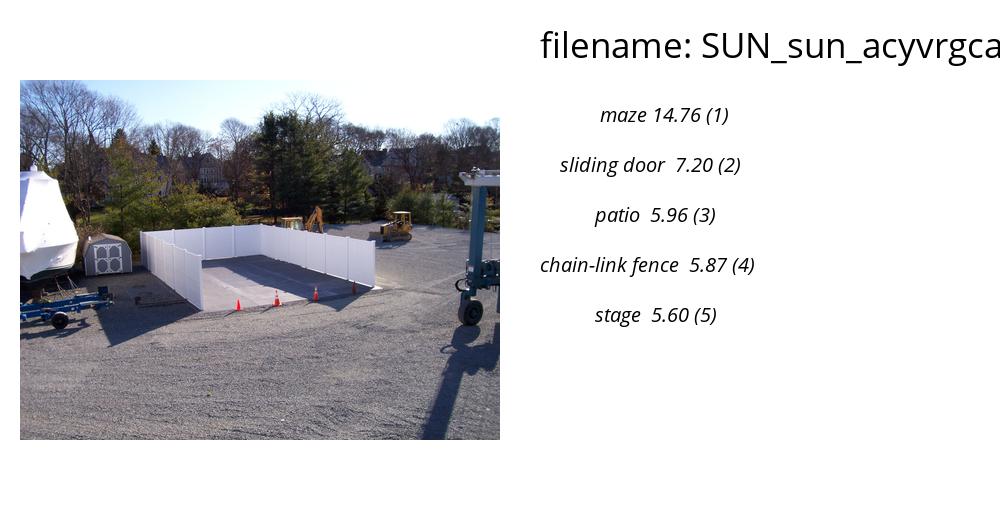 filename: SUN_sun_acyvrgca
maze 14.76 (1)
sliding door 7.20 (2)
patio 5.96 (3)
chain-link fence 5.87 (4)
stage 5.60 (5)